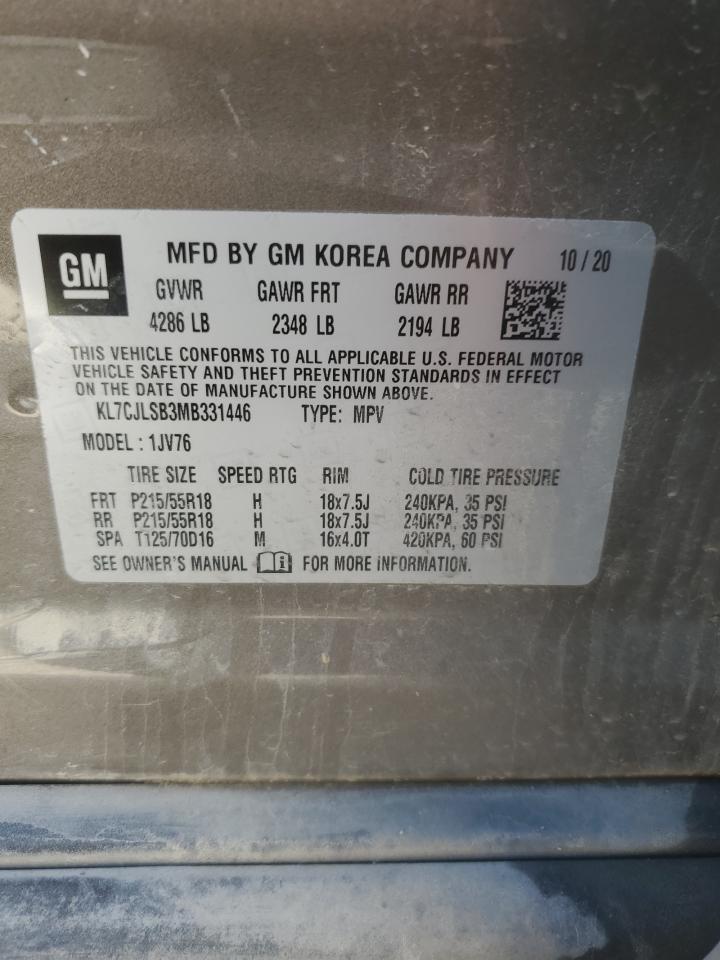 GM
MFD BY GM KOREA COMPANY 10 / 20
GVWR GAWR FRT GAWR RR
4286 LB 2348 LB 2194 LB
THIS VEHICLE CONFORMS TO ALL APPLICABLE U.S. FEDERAL MOTOR
VEHICLE SAFETY AND THEFT PREVENTION STANDARDS IN EFFECT
ON THE DATE OF MANUFACTURE SHOWN ABOVE.
KL7CJLSB3MB331446 TYPE: MPV
MODEL : 1JV76
TIRE SIZE SPEED RTG RIM COLD TIRE PRESSURE
FRT P215/55R18 H 18x7.5J 240KPA, 35 PSI
RR P215/55R18 H 18x7.5J 240KPA, 35 PSI
SPA T125/70D16 M 16x4.0T 420KPA, 60 PSI
SEE OWNER'S MANUAL i FOR MORE INFORMATION.